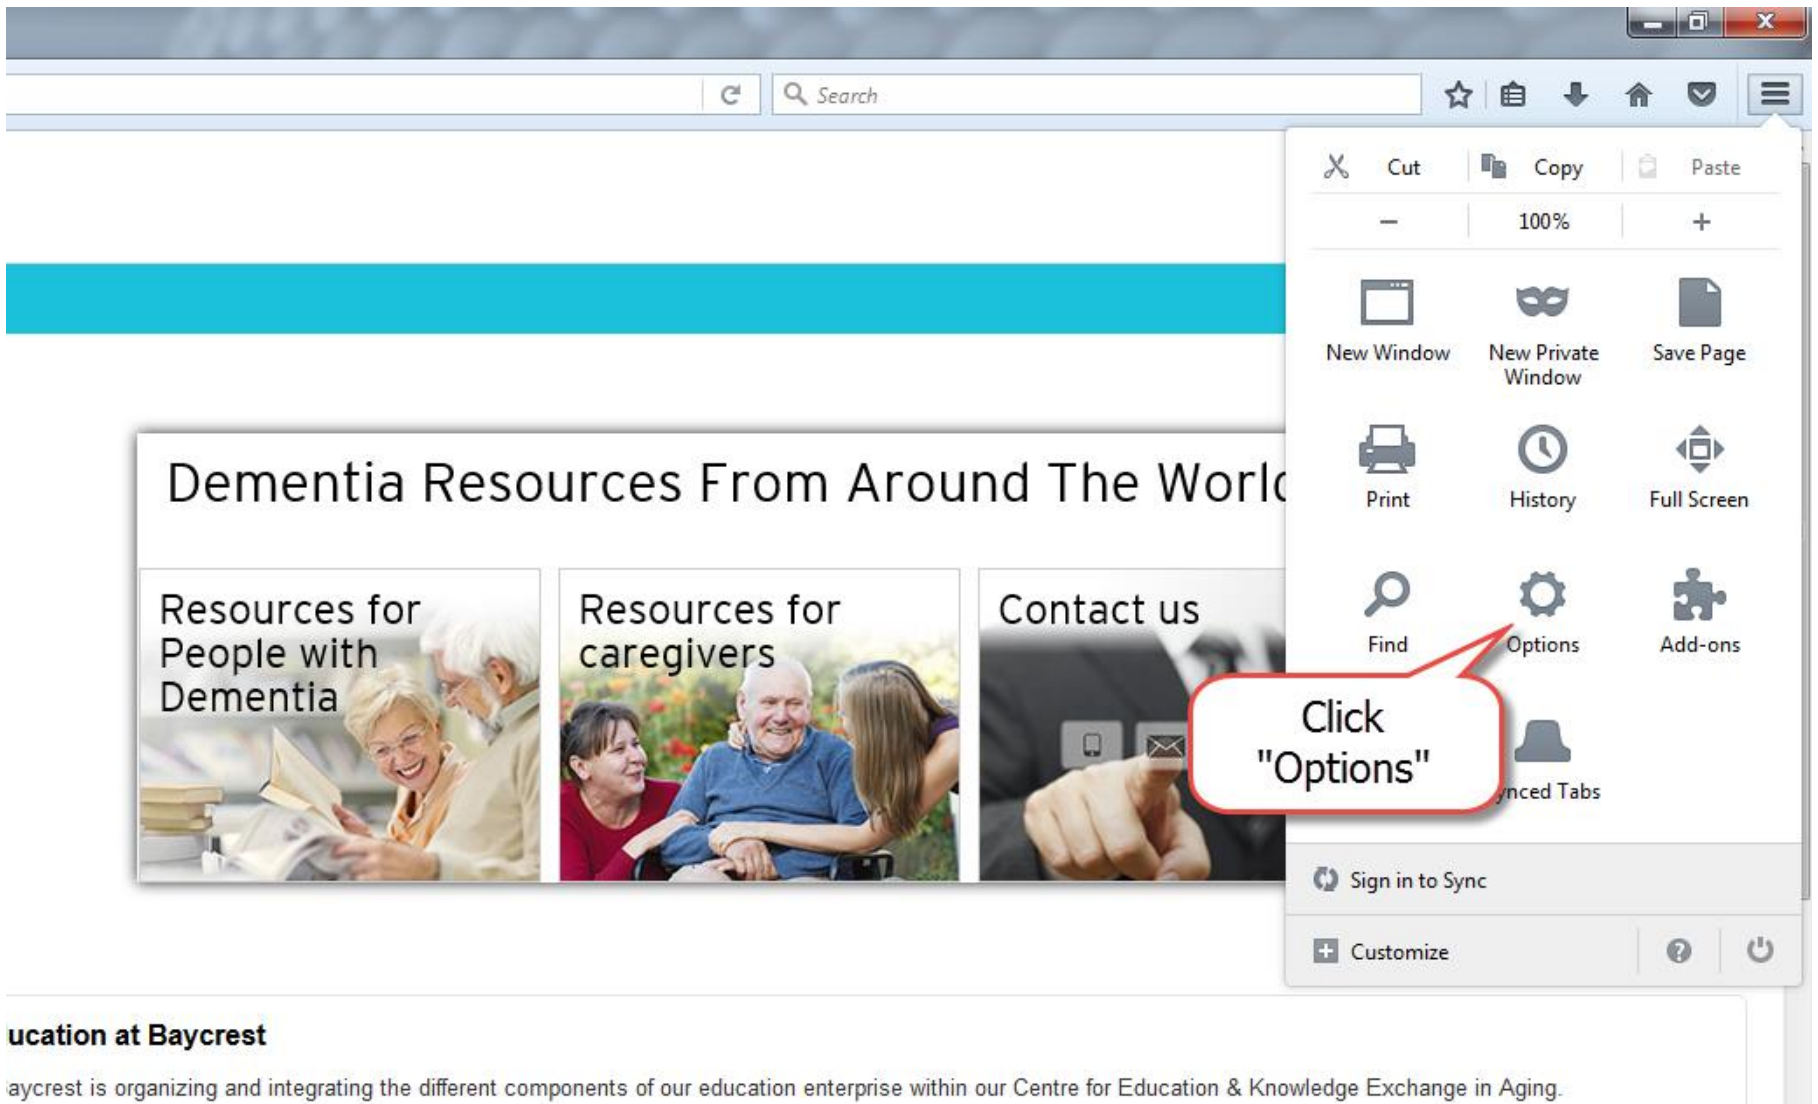 Search
Cut
Copy
Paste
100%
New Window
New Private
Window
Save Page
Print
History
Full Screen
Dementia Resources From Around The Worl
Resources for
People with
Dementia
Resources for
caregivers
Contact us
Find
Options
Add-ons
Click
"Options"
ynced Tabs
Sign in to Sync
Customize
ucation at Baycrest
aycrest is organizing and integrating the different components of our education enterprise within our Centre for Education & Knowledge Exchange in Aging.